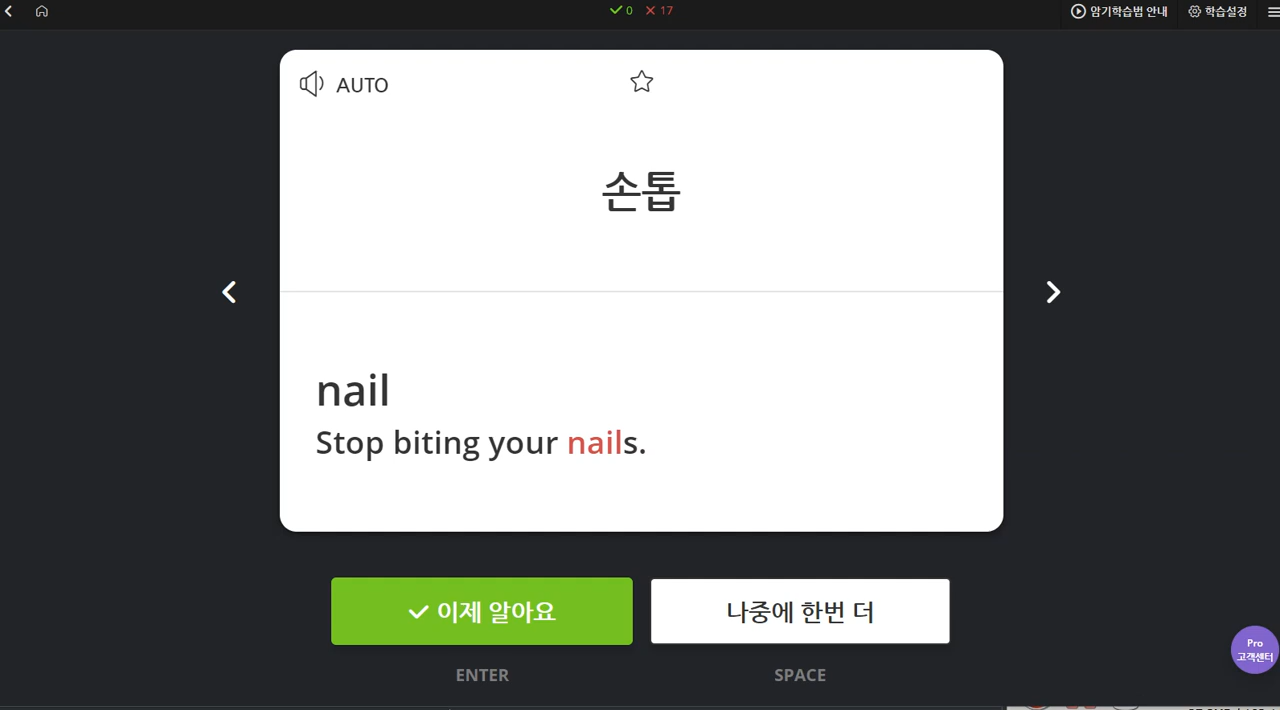 0 17
암기학습법 안내 학습설정
AUTO
손톱
nail
Stop biting your nails.
이제 알아요 나중에 한번 더
ENTER SPACE
Pro
고객센터